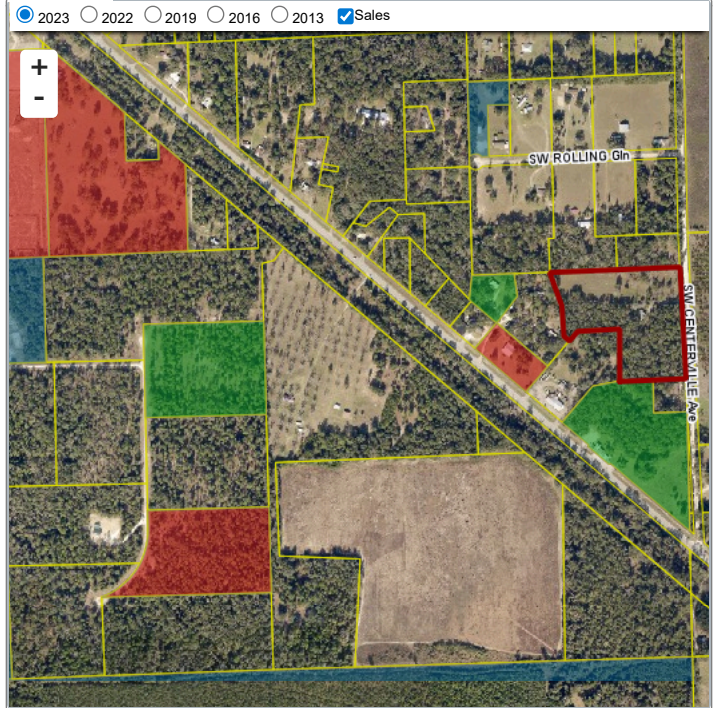 2023 2022 2019 2016 2013 Sales
+
-
SW ROLLING Gln
SW CENTERVILLE Ave